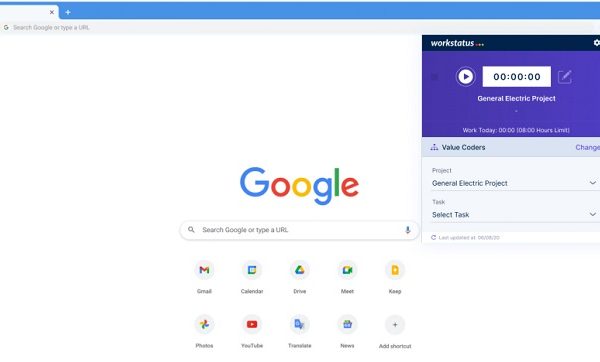 Search Google or type a URL
workstatus
00:00:00
General Electric Project
-
Work Today: 00:00 (08:00 Hours Limit)
Value Coders
Change
Project
General Electric Project
Task
Select Task
Last updated at 06/08/20
Google
Search Google or type a URL
Gmail Calendar Drive Meet Keep
Photos YouTube Translate News Add shortcut